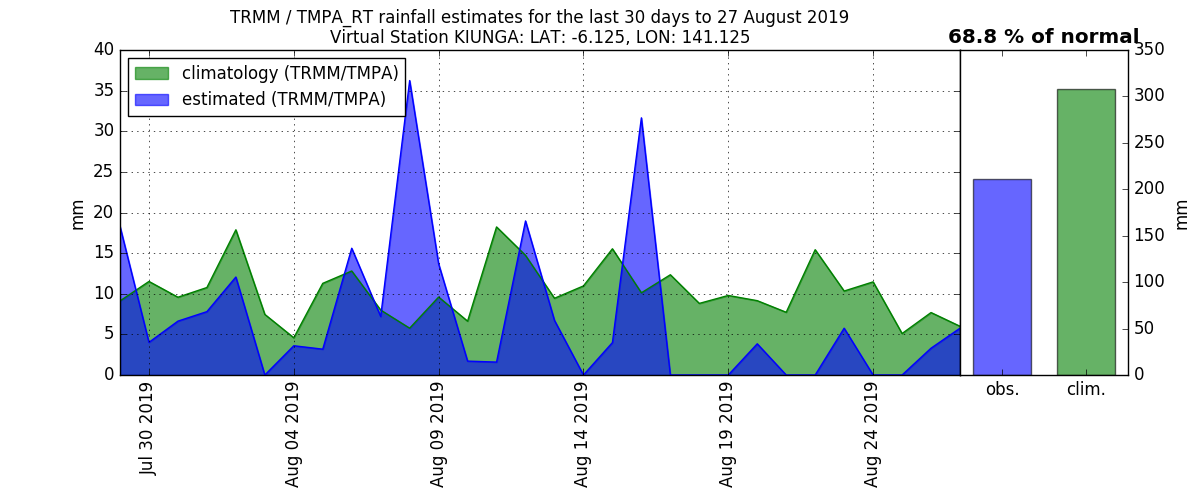 TRMM / TMPA_RT rainfall estimates for the last 30 days to 27 August 2019
Virtual Station KIUNGA: LAT: -6.125, LON: 141.125
68.8 % of normal
climatology (TRMM/TMPA)
estimated (TRMM/TMPA)
mm
40
35
30
25
20
15
10
5
0
Jul 30 2019
Aug 04 2019
Aug 09 2019
Aug 14 2019
Aug 19 2019
Aug 24 2019
obs.
clim.
350
300
250
200
150
100
50
0
mm